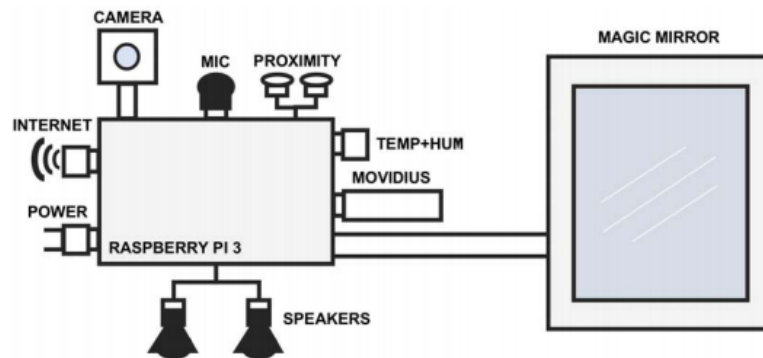 CAMERA
MAGIC MIRROR
MIC
PROXIMITY
INTERNET
TEMP+HUM
MOVIDIUS
POWER
RASPBERRY PI 3
SPEAKERS